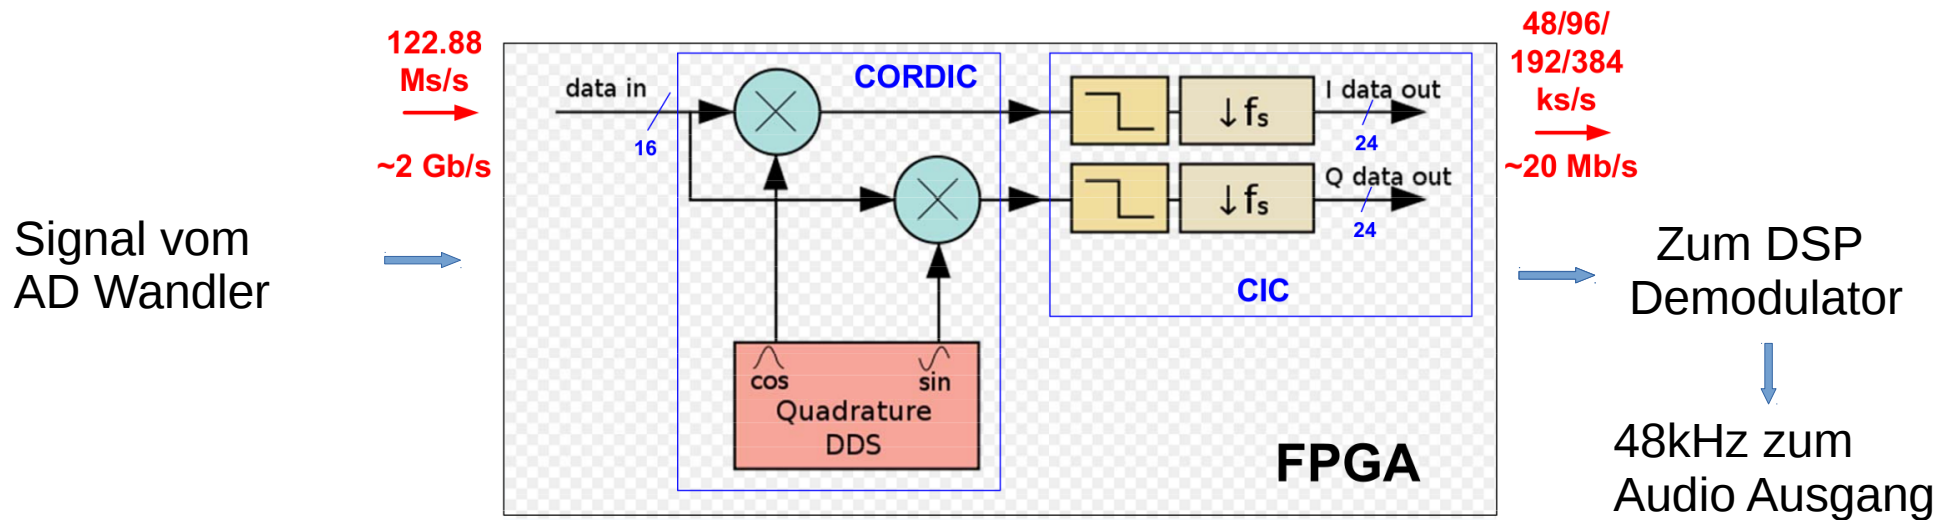 Signal vom
AD Wandler
122.88
Ms/s
~2 Gb/s
data in
16
CORDIC
cos
sin
Quadrature
DDS
↓fs
I data out
24
↓fs
Q data out
24
CIC
FPGA
48/96/
192/384
ks/s
~20 Mb/s
Zum DSP
Demodulator
48kHz zum
Audio Ausgang